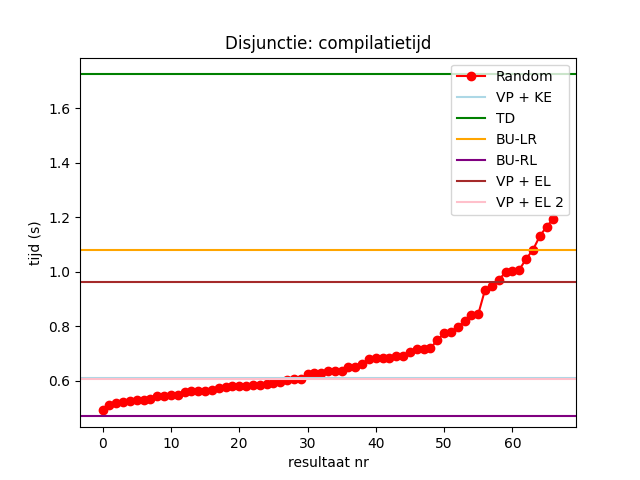 Disjunctie: compilatietijd
tijd (s)
1.6
1.4
1.2
1.0
0.8
0.6
0 10 20 30 40 50 60
resultaat nr
Random
VP + KE
TD
BU-LR
BU-RL
VP + EL
VP + EL 2